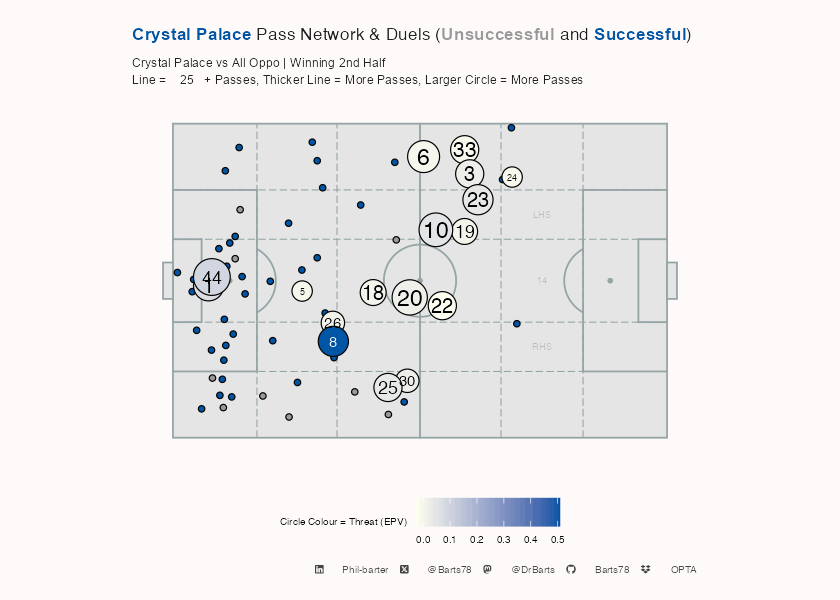 Crystal Palace Pass Network & Duels (Unsuccessful and Successful)
Crystal Palace vs All Oppo | Winning 2nd Half
Line = 25 + Passes, Thicker Line = More Passes, Larger Circle = More Passes
6
33
3
24
23
LHS
10
19
44
1
14
5
18
20
22
26
8
RHS
25
30
Circle Colour = Threat (EPV)
0.0 0.1 0.2 0.3 0.4 0.5
Phil-barter @Barts78 @DrBarts Barts78 OPTA